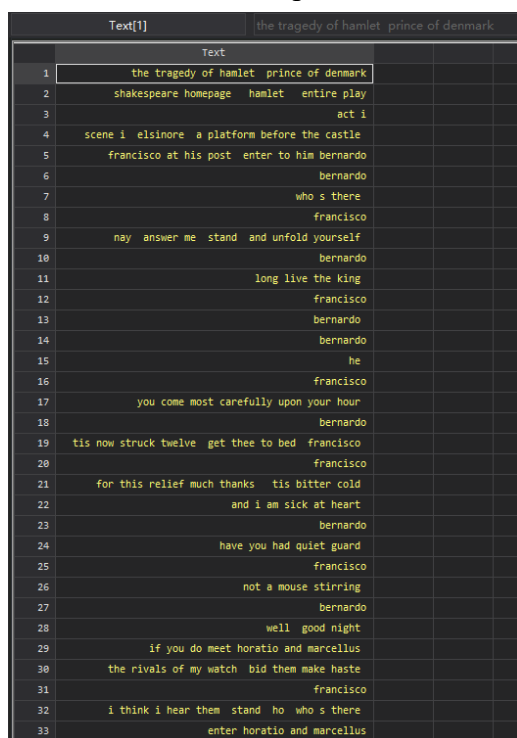 Text[1] the tragedy of hamlet  prince of denmark
Text
1 the tragedy of hamlet  prince of denmark
2 shakespeare homepage   hamlet   entire play
3 act i
4 scene i  elsinore  a platform before the castle
5 francisco at his post  enter to him bernardo
6 bernardo
7 who s there
8 francisco
9 nay  answer me  stand  and unfold yourself
10 bernardo
11 long live the king
12 francisco
13 bernardo
14 bernardo
15 he
16 francisco
17 you come most carefully upon your hour
18 bernardo
19 tis now struck twelve  get thee to bed  francisco
20 francisco
21 for this relief much thanks   tis bitter cold
22 and i am sick at heart
23 bernardo
24 have you had quiet guard
25 francisco
26 not a mouse stirring
27 bernardo
28 well  good night
29 if you do meet horatio and marcellus
30 the rivals of my watch  bid them make haste
31 francisco
32 i think i hear them  stand  ho  who s there
33 enter horatio and marcellus